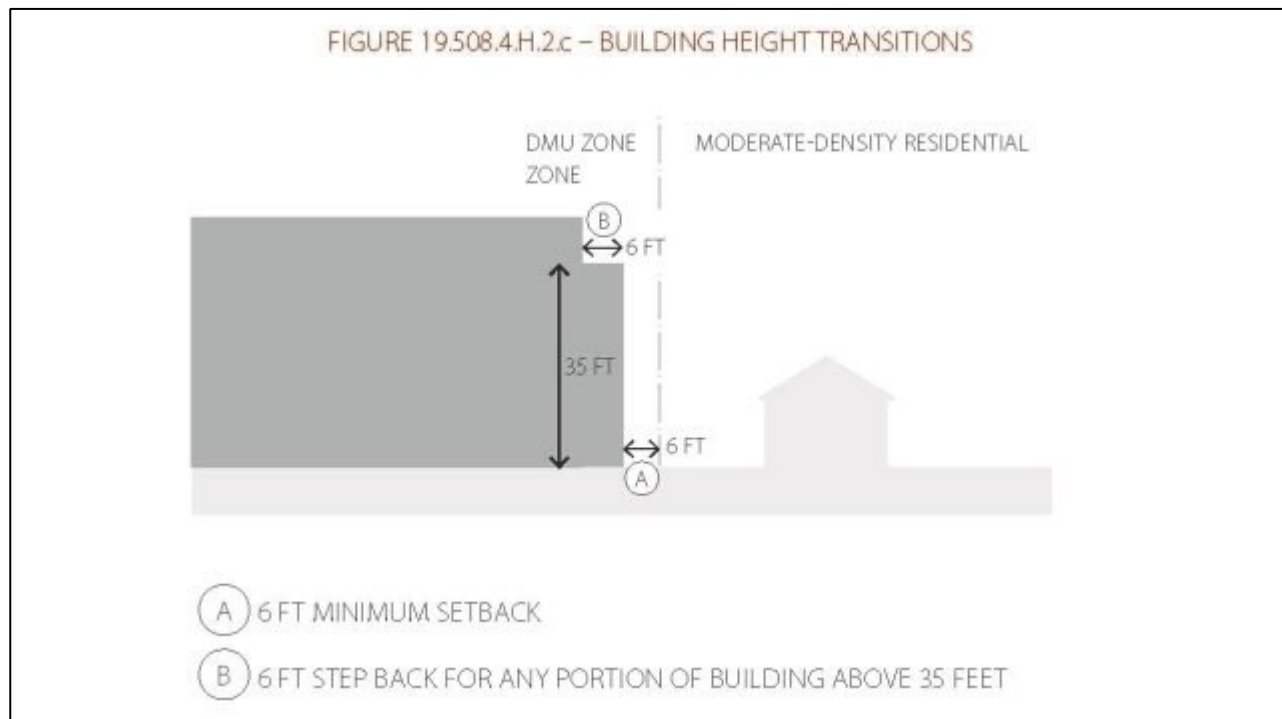 FIGURE 19.508.4.H.2.c – BUILDING HEIGHT TRANSITIONS
DMU ZONE
ZONE
MODERATE-DENSITY RESIDENTIAL
B
6 FT
35 FT
6 FT
A
A 6 FT MINIMUM SETBACK
B 6 FT STEP BACK FOR ANY PORTION OF BUILDING ABOVE 35 FEET